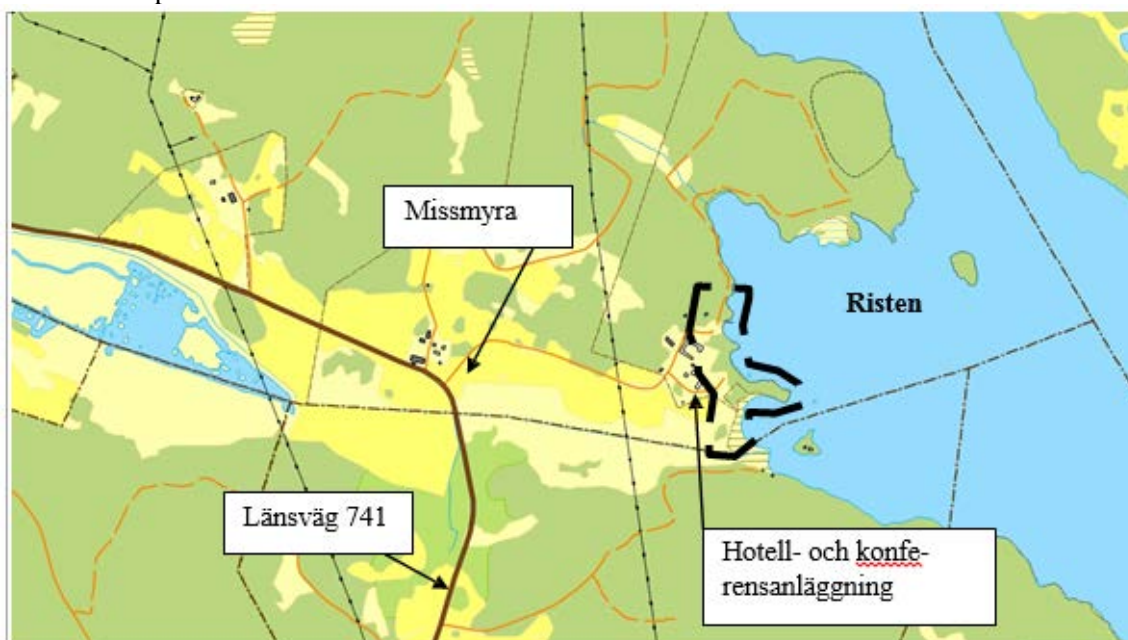 Missmyra
Risten
Länsväg 741
Hotell- och konfe-
rensanläggning